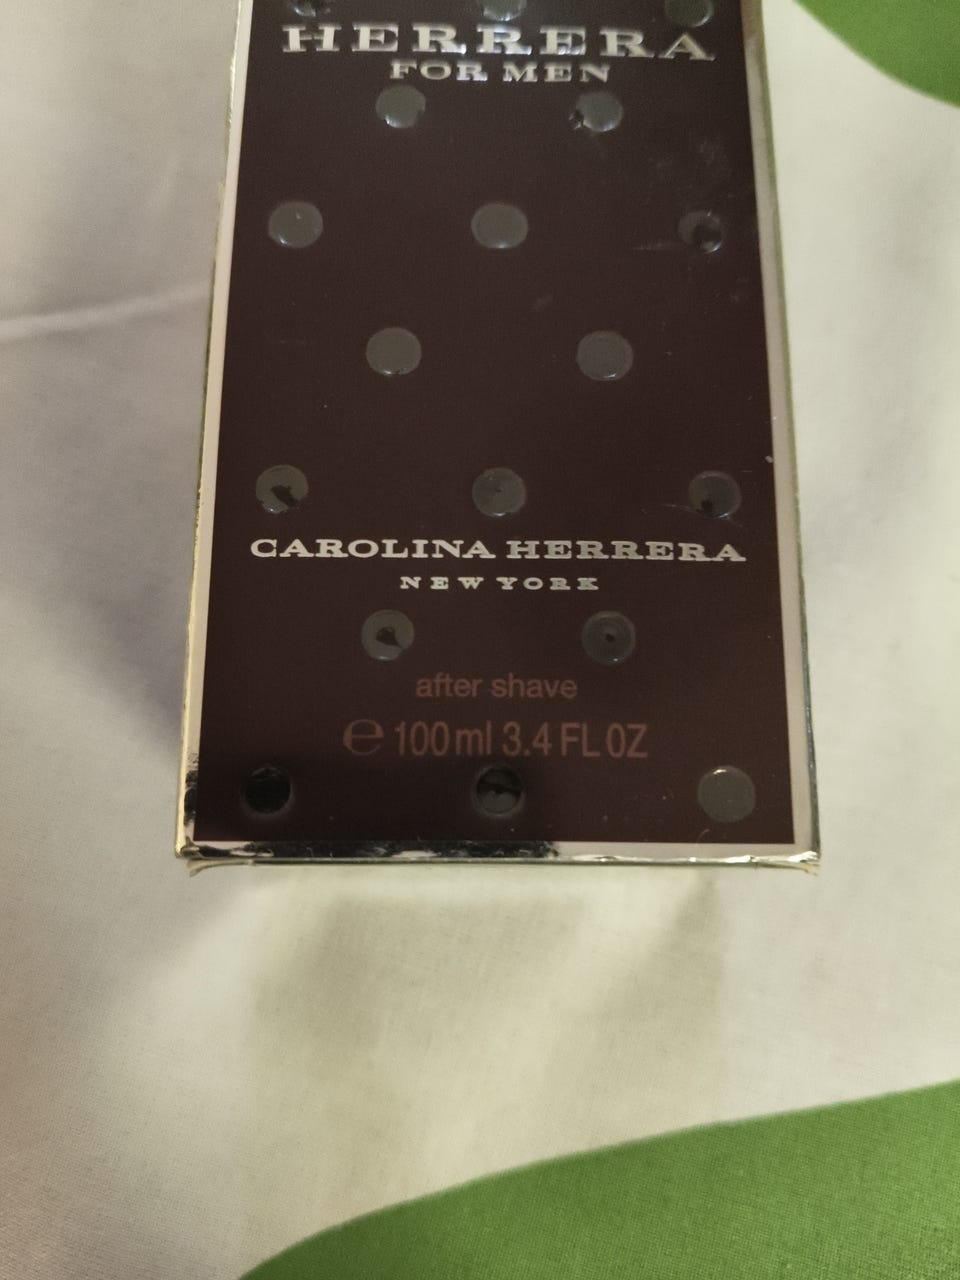 HERRERA
FOR MEN
CAROLINA HERRERA
NEW YORK
after shave
℮ 100 ml 3.4 FL OZ